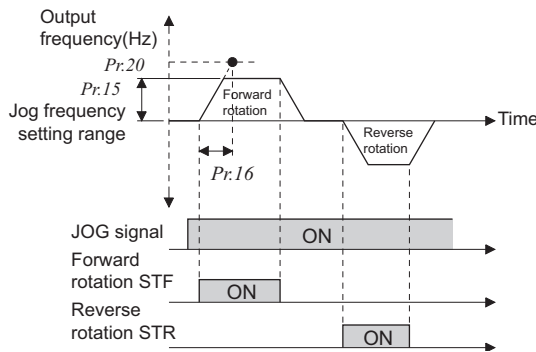 Output
frequency(Hz)
Pr.20
Pr.15
Jog frequency
setting range
Forward
rotation
Time
Reverse
rotation
Pr.16
JOG signal
ON
Forward
rotation STF
ON
Reverse
rotation STR
ON